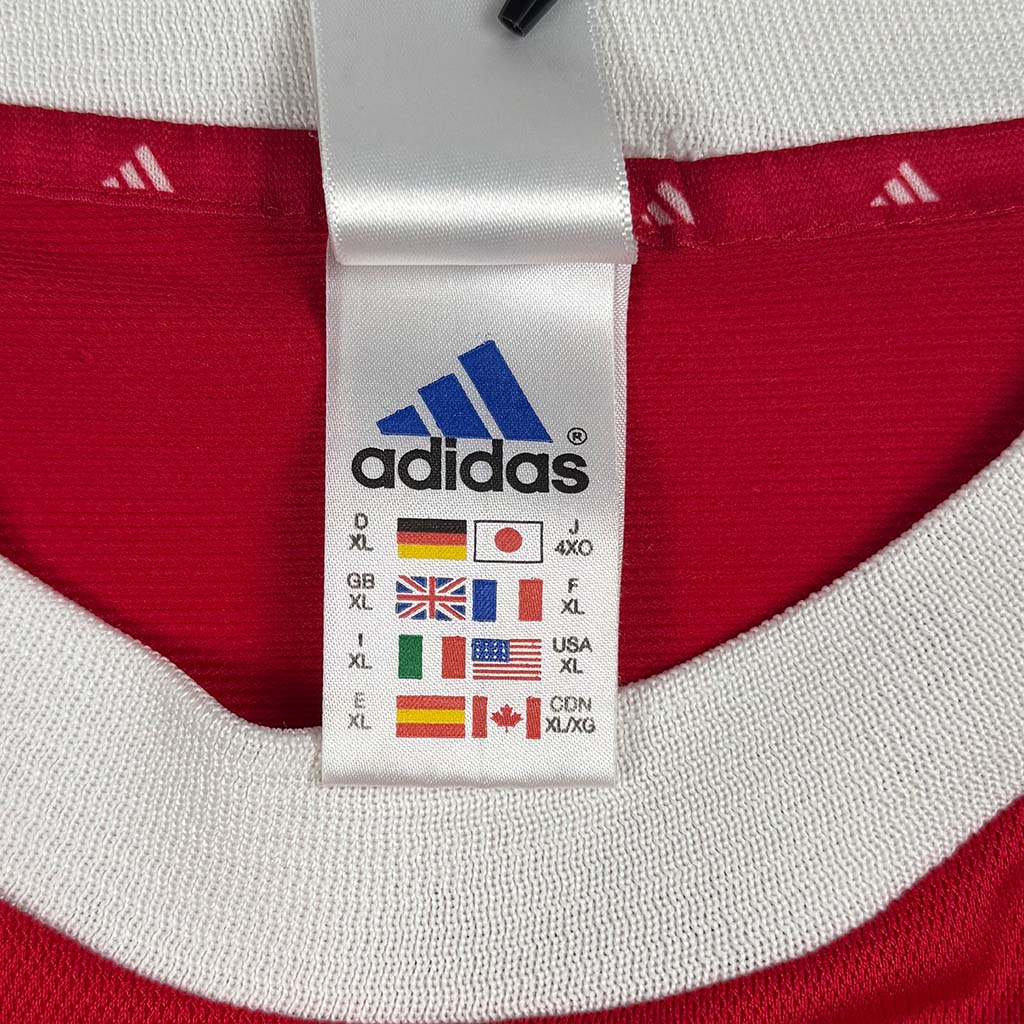 adidas®
D XL J 4XO
GB XL F XL
I XL USA XL
E XL CDN XL/XG